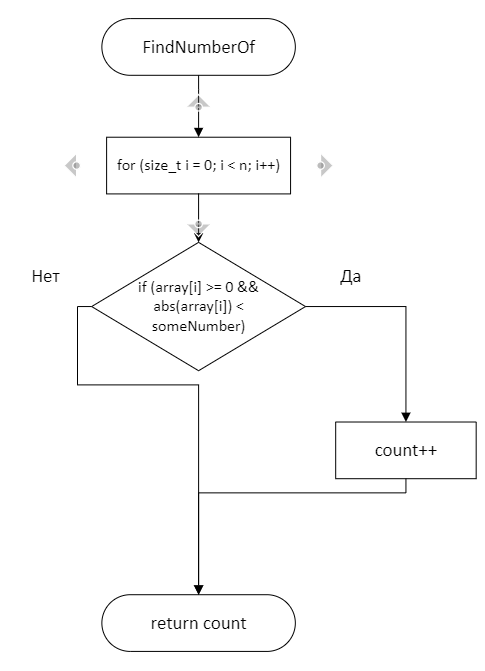 FindNumberOf
for (size_t i = 0; i < n; i++)
Нет
Да
if (array[i] >= 0 &&
abs(array[i]) <
someNumber)
count++
return count